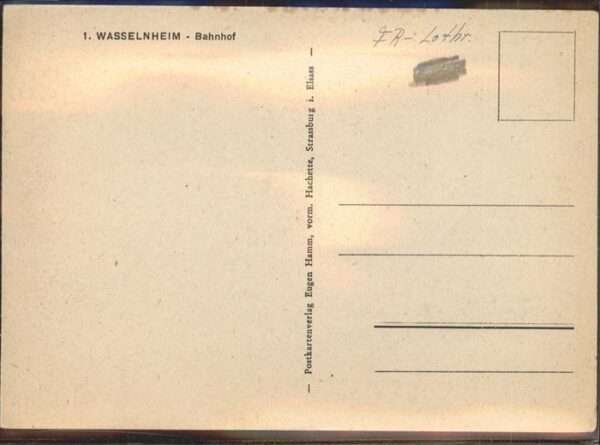 1. WASSELNHEIM - Bahnhof
FR-: Lothr.
— Postkartenverlag Eugen Hamm, vorm. Hachette, Strassburg i. Elsass —